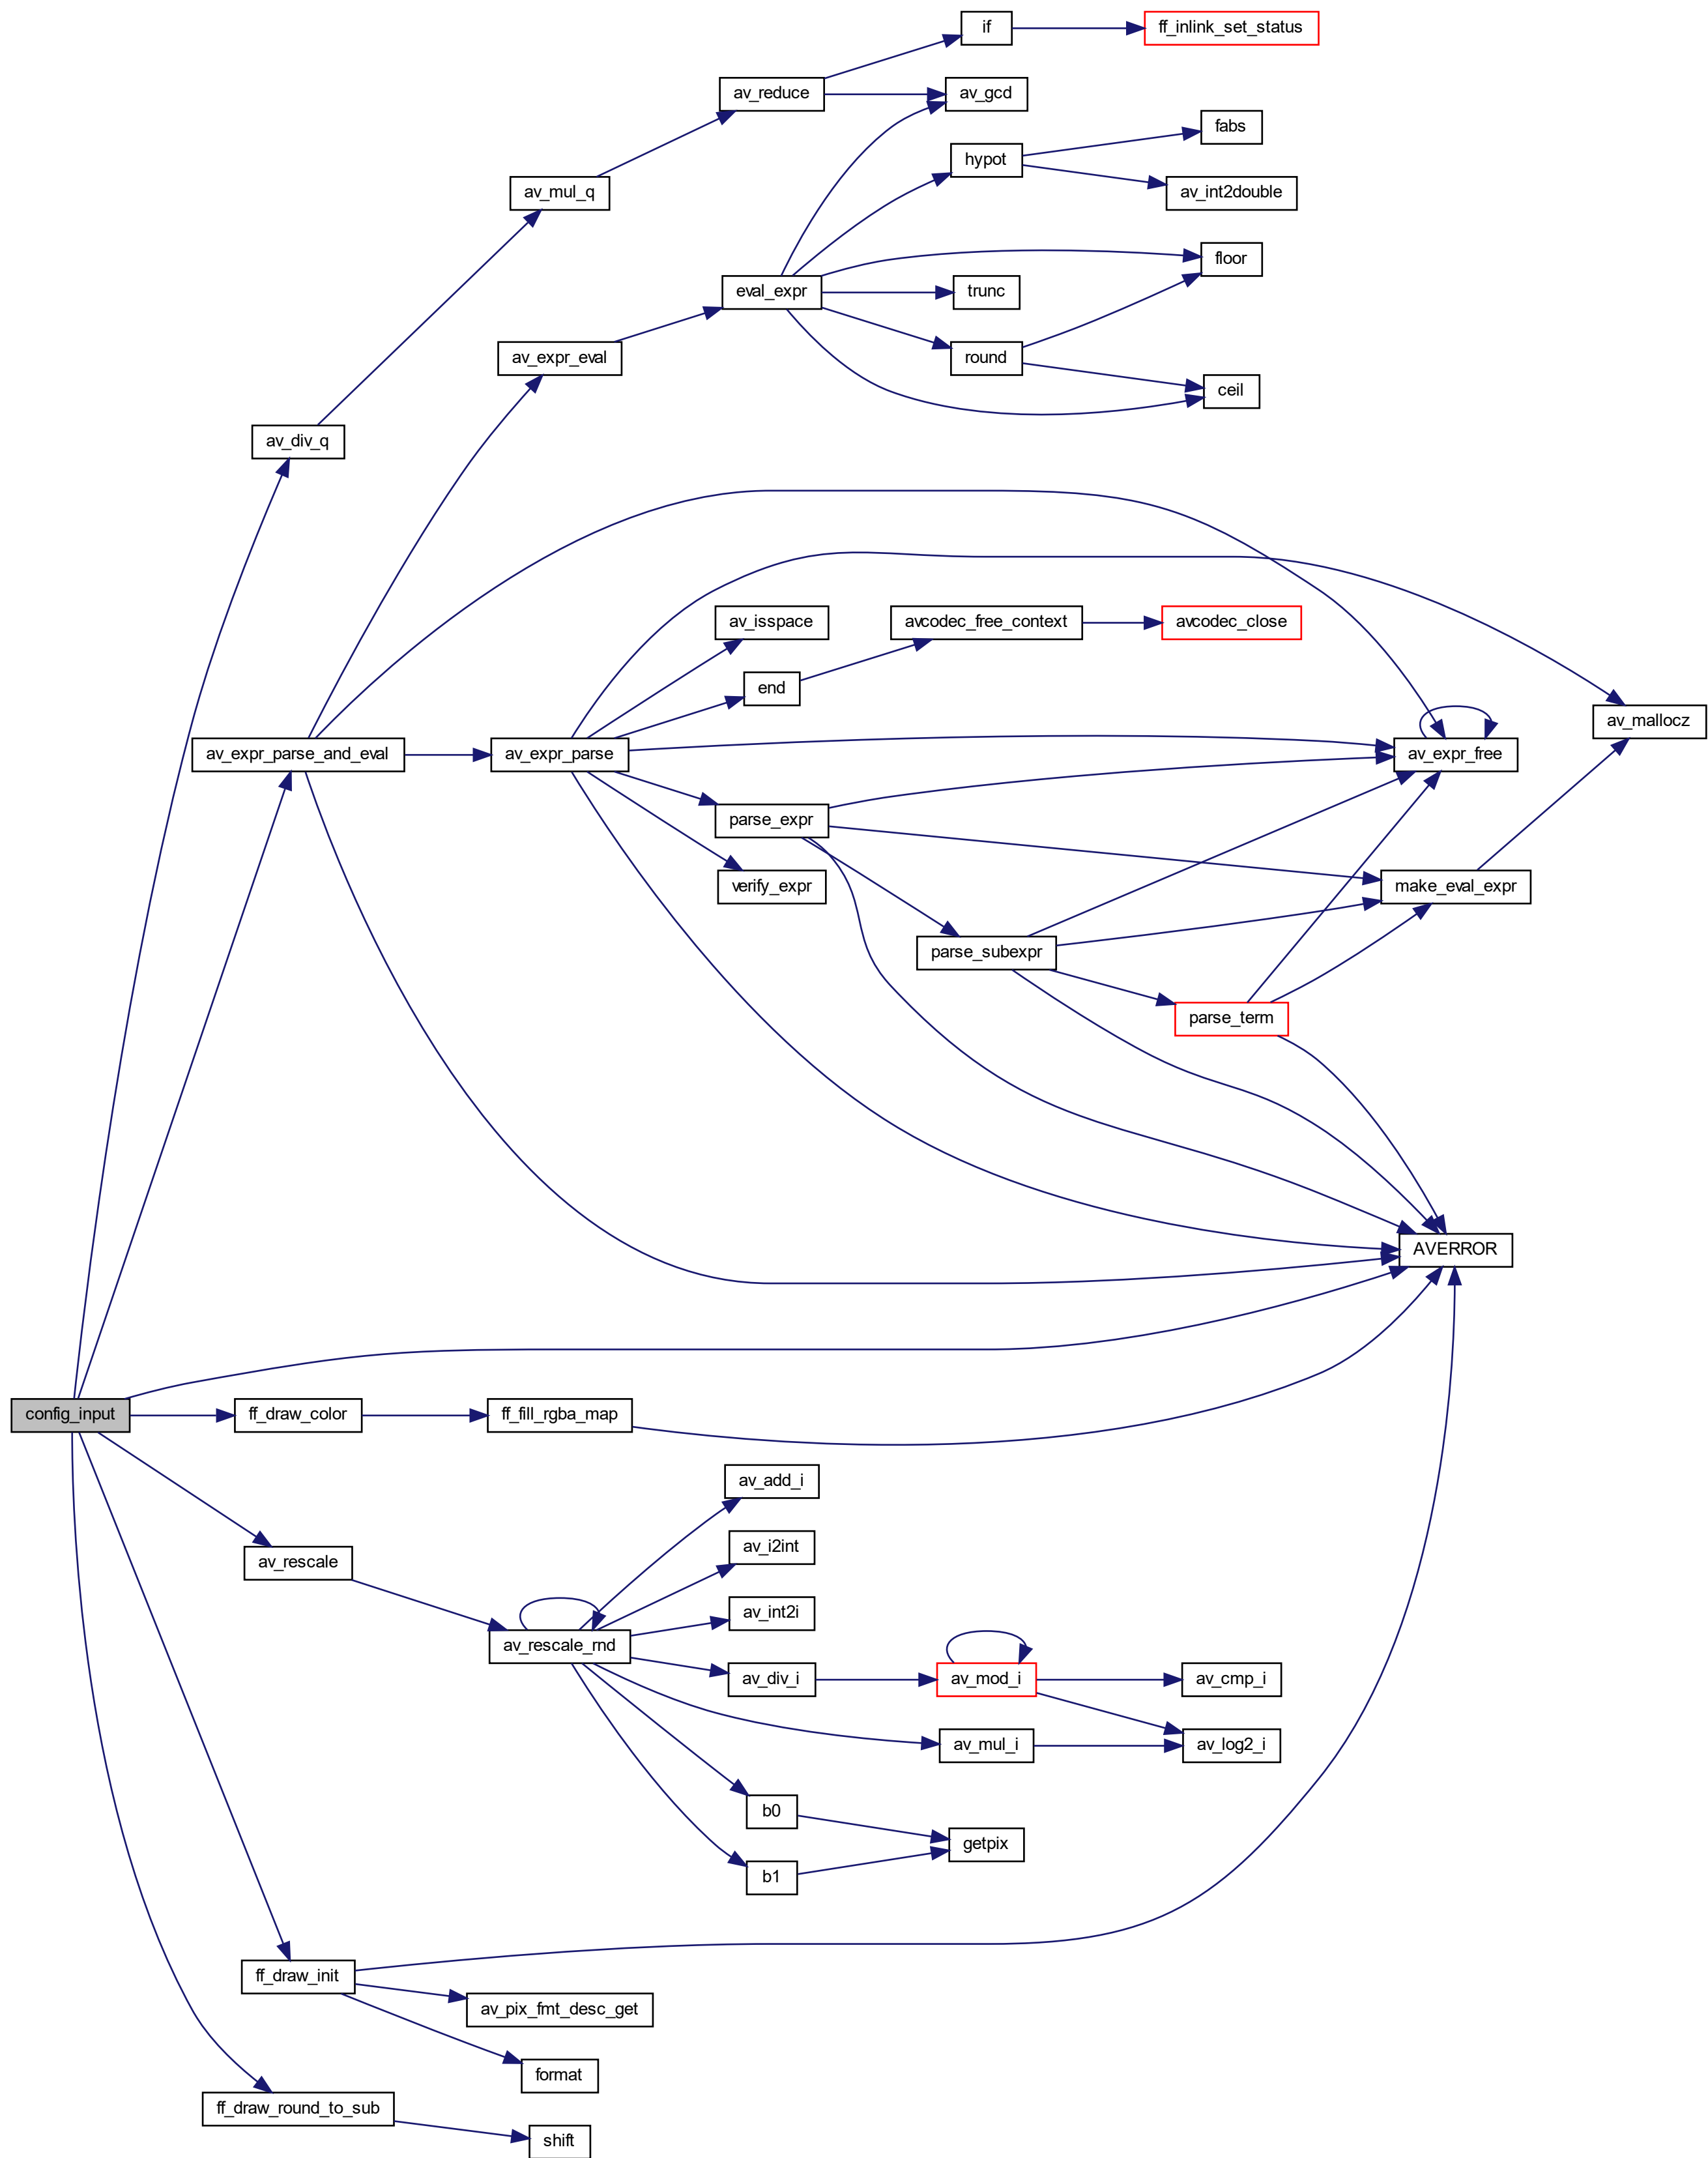 if
ff_inlink_set_status
av_reduce
av_gcd
fabs
hypot
av_mul_q
av_int2double
floor
eval_expr
trunc
av_expr_eval
round
ceil
av_div_q
av_isspace
avcodec_free_context
avcodec_close
end
av_mallocz
av_expr_parse_and_eval
av_expr_parse
av_expr_free
parse_expr
verify_expr
make_eval_expr
parse_subexpr
parse_term
AVERROR
config_input
ff_draw_color
ff_fill_rgba_map
av_add_i
av_i2int
av_rescale
av_int2i
av_rescale_rnd
av_div_i
av_mod_i
av_cmp_i
av_mul_i
av_log2_i
b0
getpix
b1
ff_draw_init
av_pix_fmt_desc_get
format
ff_draw_round_to_sub
shift